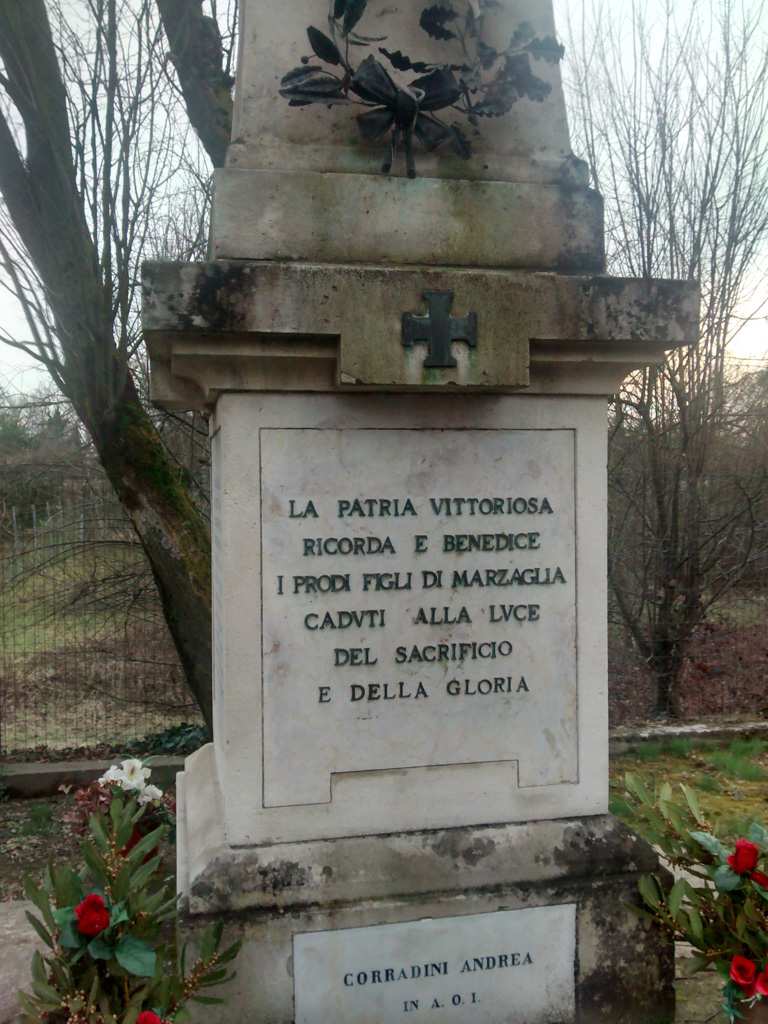 LA PATRIA VITTORIOSA
RICORDA E BENEDICE
I PRODI FIGLI DI MARZAGLIA
CADVTI ALLA LVCE
DEL SACRIFICIO
E DELLA GLORIA
CORRADINI ANDREA
IN A. O. I.